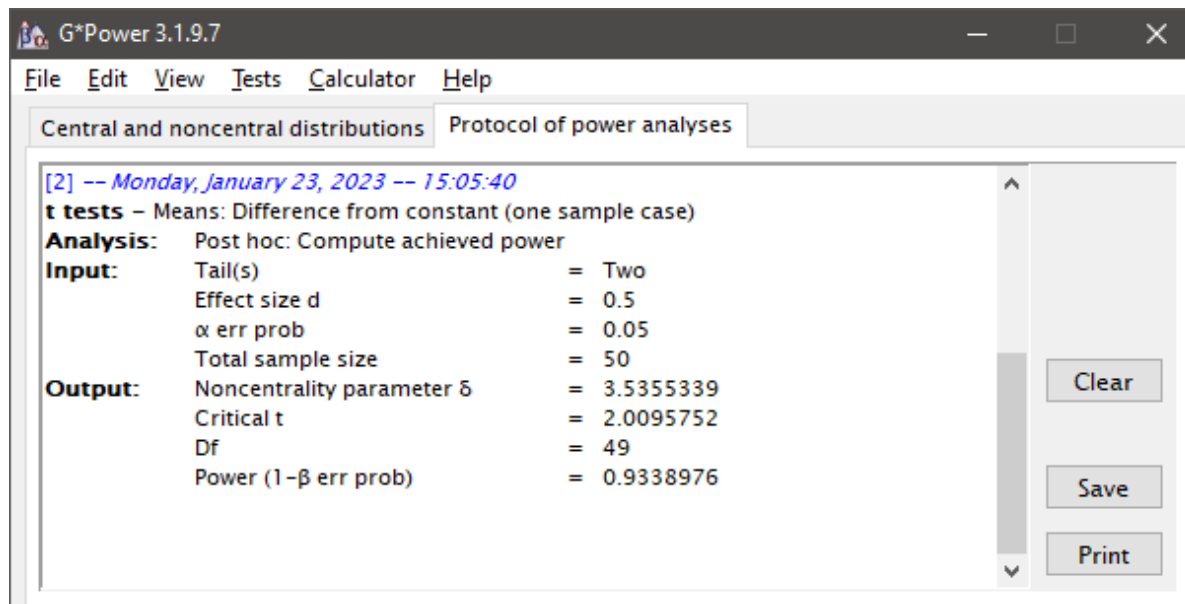 G*Power 3.1.9.7
File Edit View Tests Calculator Help
Central and noncentral distributions Protocol of power analyses
[2] -- Monday, January 23, 2023 -- 15:05:40
t tests – Means: Difference from constant (one sample case)
Analysis: Post hoc: Compute achieved power
Input: Tail(s) = Two
Effect size d = 0.5
α err prob = 0.05
Total sample size = 50
Output: Noncentrality parameter δ = 3.5355339
Critical t = 2.0095752
Df = 49
Power (1–β err prob) = 0.9338976
Clear
Save
Print